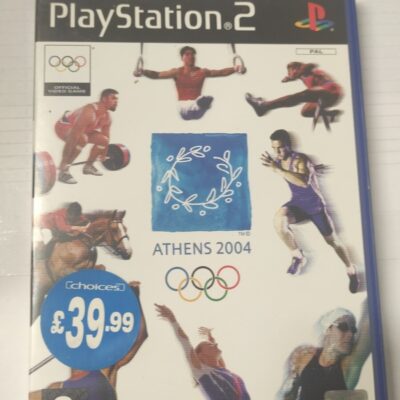 PlayStation®2
PAL
OFFICIAL
VIDEO GAME
TM ©
ATHENS 2004
choices
£39.99